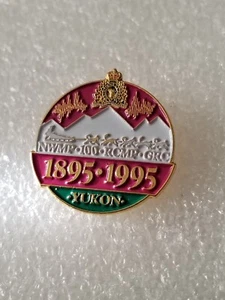 NWMP · 100 · RCMP · GRC
1895 · 1995
· YUKON ·